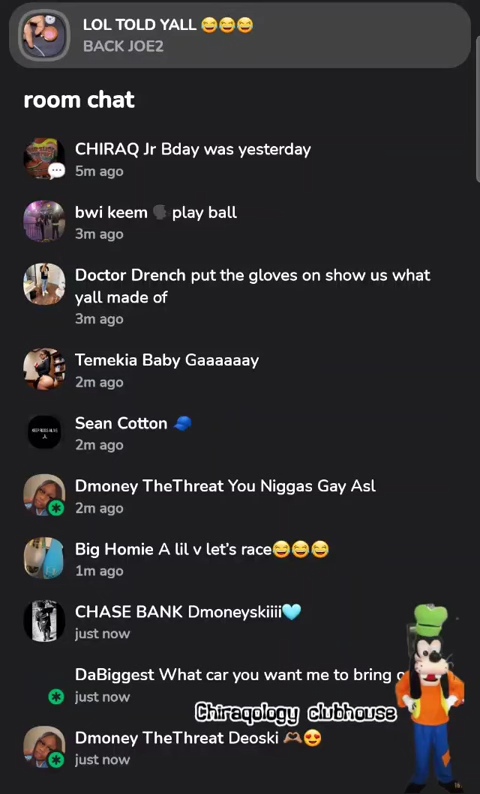 LOL TOLD YALL 😂😂😂
BACK JOE2
room chat
CHIRAQ Jr Bday was yesterday
5m ago
bwi keem 🗣 play ball
3m ago
Doctor Drench put the gloves on show us what
yall made of
3m ago
Temekia Baby Gaaaaaay
2m ago
Sean Cotton 🧢
2m ago
Dmoney TheThreat You Niggas Gay Asl
2m ago
Big Homie A lil v let's race😂😂😂
1m ago
CHASE BANK Dmoneyskiiii🩵
just now
DaBiggest What car you want me to bring
just now
Chiraqology clubhouse
Dmoney TheThreat Deoski 🫶🏾😍
just now